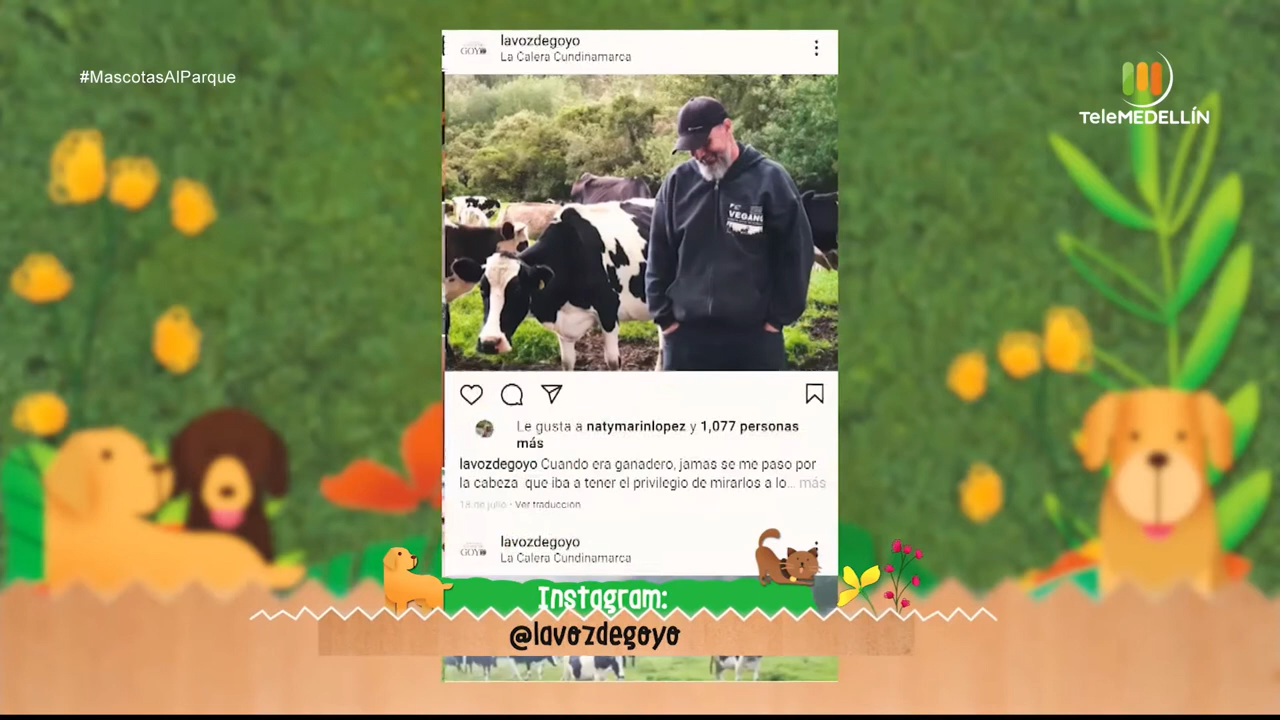 #MascotasAlParque
TeleMEDELLÍN
GOYO
lavozdegoyo
La Calera Cundinamarca
VEGANO
Le gusta a natymarinlopez y 1,077 personas
más
lavozdegoyo Cuando era ganadero, jamas se me paso por
la cabeza que iba a tener el privilegio de mirarlos a lo... más
18 de julio · Ver traducción
GOYO
lavozdegoyo
La Calera Cundinamarca
Instagram:
@lavozdegoyo